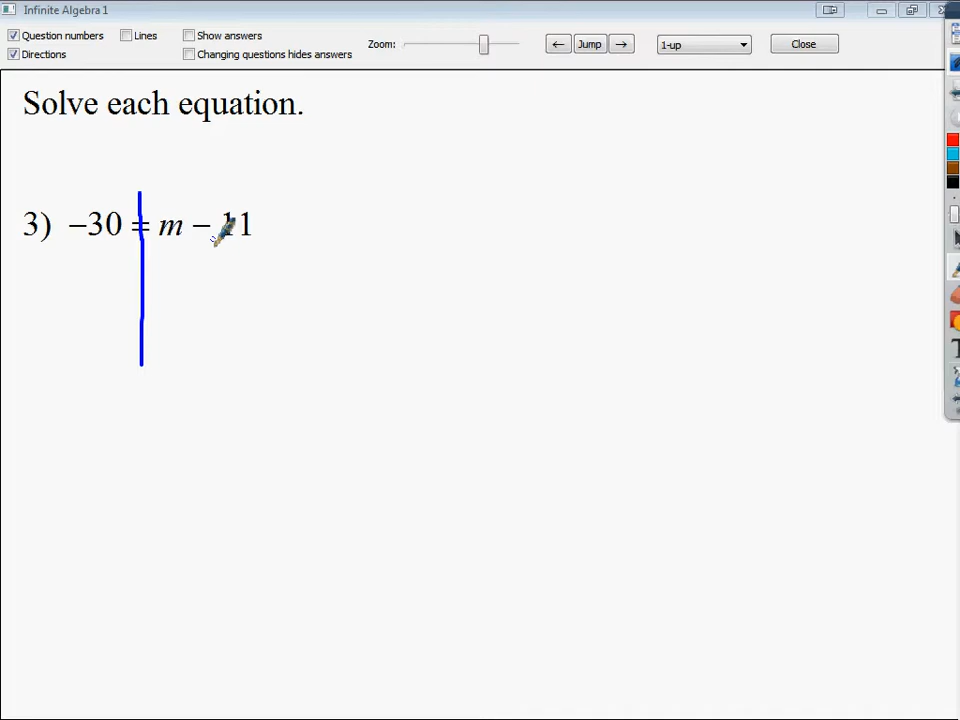 Infinite Algebra 1
Question numbers Lines Show answers
Directions Changing questions hides answers
Zoom: Jump 1-up Close
Solve each equation.
3) −30 = m − 11
T